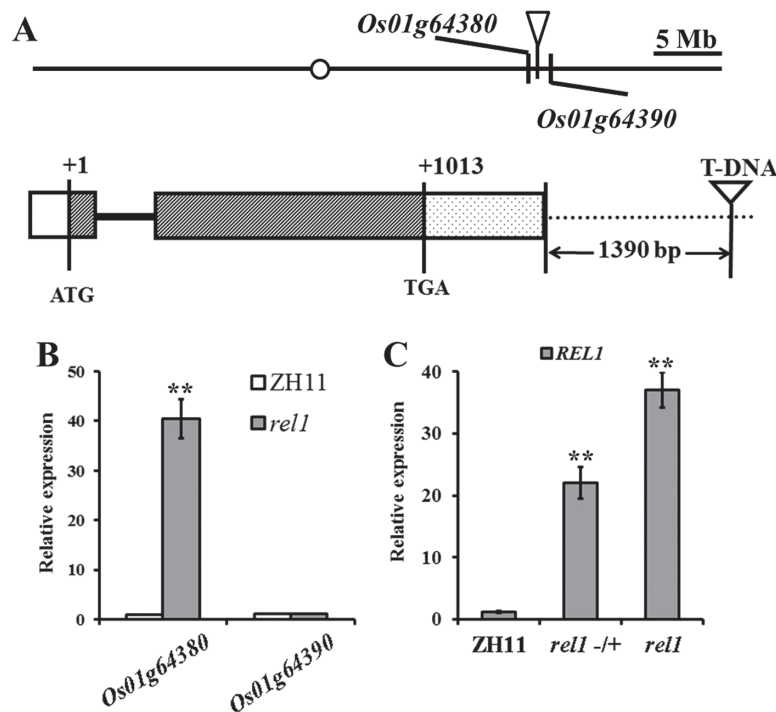 A
Os01g64380
5 Mb
Os01g64390
+1
+1013
T-DNA
1390 bp
ATG
TGA
B
ZH11
rel1
**
50
40
30
20
10
0
Relative expression
Os01g64380
Os01g64390
C
REL1
**
**
40
30
20
10
0
Relative expression
ZH11
rel1 -/+
rel1